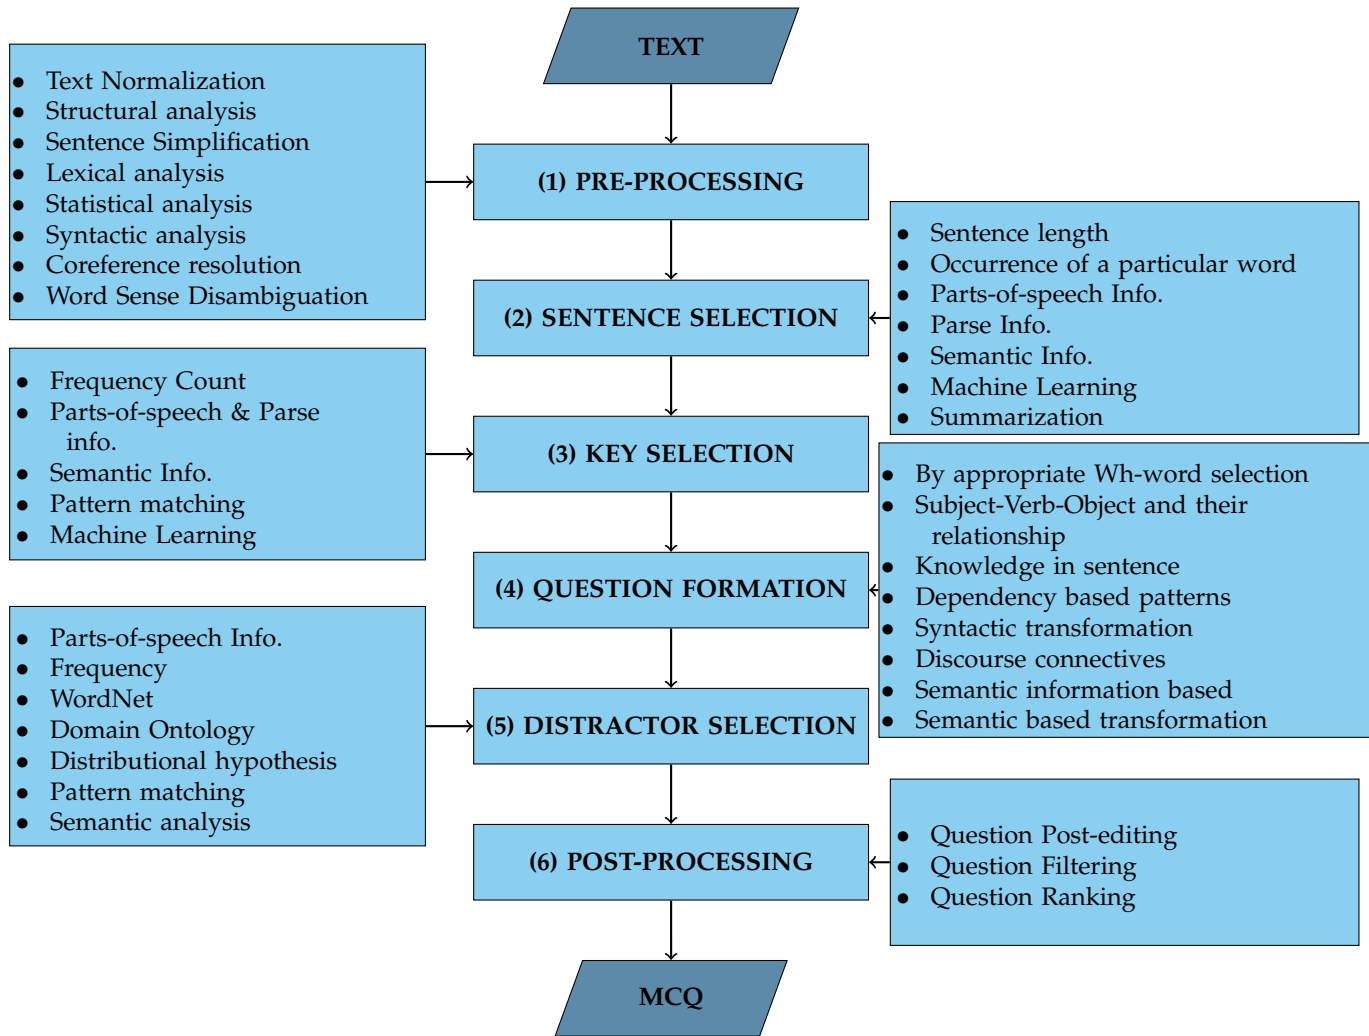 TEXT
• Text Normalization
• Structural analysis
• Sentence Simplification
• Lexical analysis
• Statistical analysis
• Syntactic analysis
• Coreference resolution
• Word Sense Disambiguation
(1) PRE-PROCESSING
(2) SENTENCE SELECTION
• Sentence length
• Occurrence of a particular word
• Parts-of-speech Info.
• Parse Info.
• Semantic Info.
• Machine Learning
• Summarization
• Frequency Count
• Parts-of-speech & Parse
info.
• Semantic Info.
• Pattern matching
• Machine Learning
(3) KEY SELECTION
(4) QUESTION FORMATION
• By appropriate Wh-word selection
• Subject-Verb-Object and their
relationship
• Knowledge in sentence
• Dependency based patterns
• Syntactic transformation
• Discourse connectives
• Semantic information based
• Semantic based transformation
• Parts-of-speech Info.
• Frequency
• WordNet
• Domain Ontology
• Distributional hypothesis
• Pattern matching
• Semantic analysis
(5) DISTRACTOR SELECTION
(6) POST-PROCESSING
• Question Post-editing
• Question Filtering
• Question Ranking
MCQ